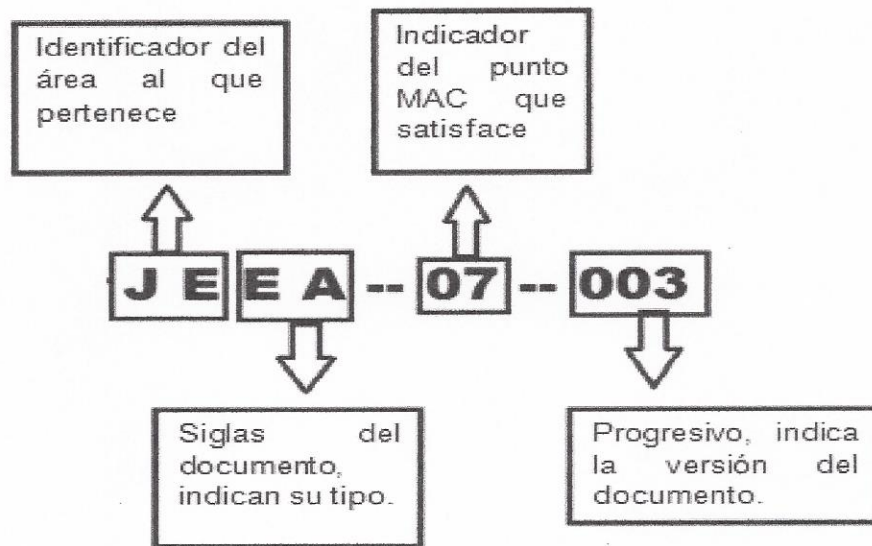 Identificador del
área al que
pertenece
Indicador
del punto
MAC que
satisface
J E E A -- 07 -- 003
Siglas del
documento,
indican su tipo.
Progresivo, indica
la versión del
documento.